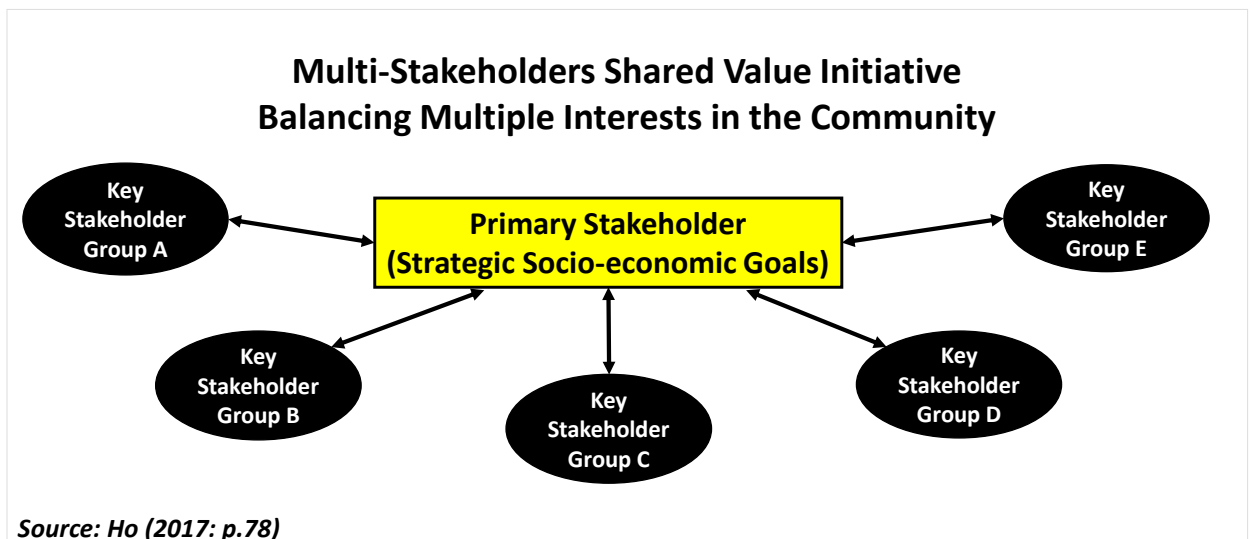 Multi-Stakeholders Shared Value Initiative
Balancing Multiple Interests in the Community
Key
Stakeholder
Group A
Primary Stakeholder
(Strategic Socio-economic Goals)
Key
Stakeholder
Group E
Key
Stakeholder
Group B
Key
Stakeholder
Group C
Key
Stakeholder
Group D
Source: Ho (2017: p.78)